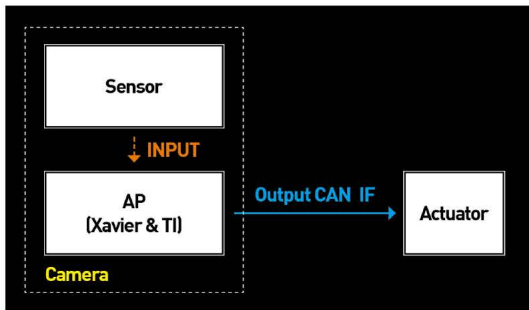 Sensor
INPUT
AP
(Xavier & TI)
Output CAN IF
Actuator
Camera